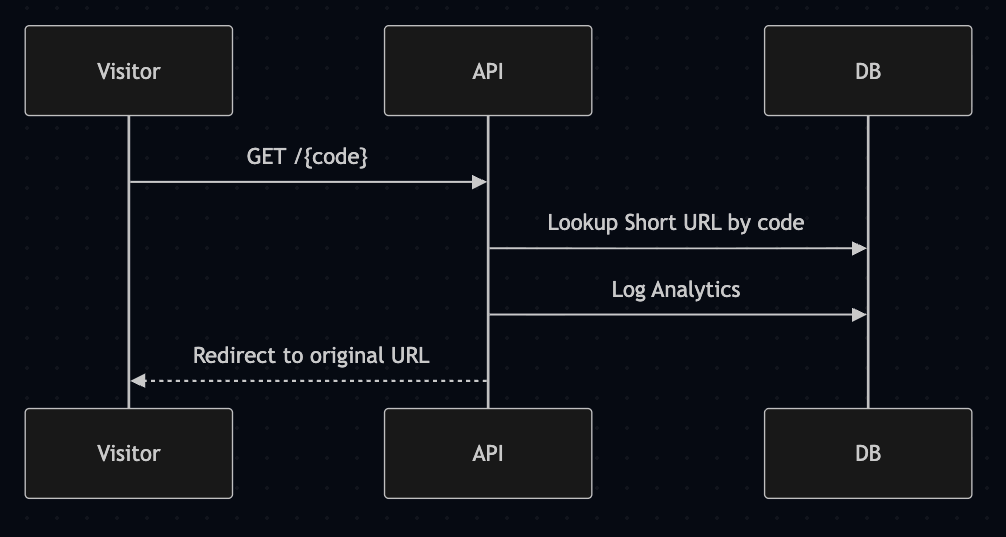 Visitor
API
DB
GET /{code}
Lookup Short URL by code
Log Analytics
Redirect to original URL
Visitor
API
DB